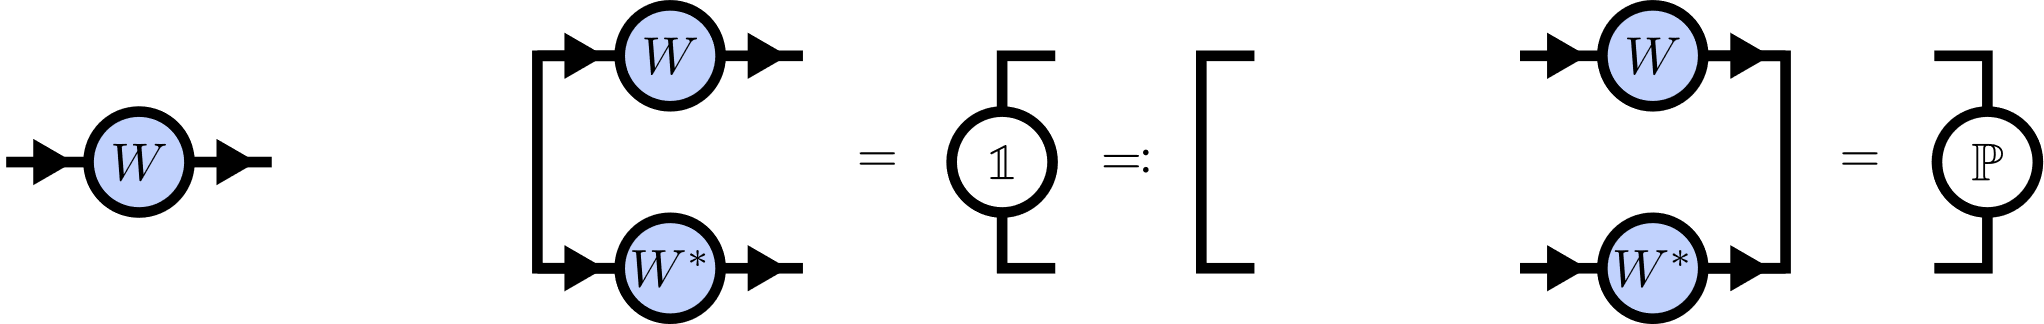 W
W = 𝟙 =: W = ℙ
W* W*